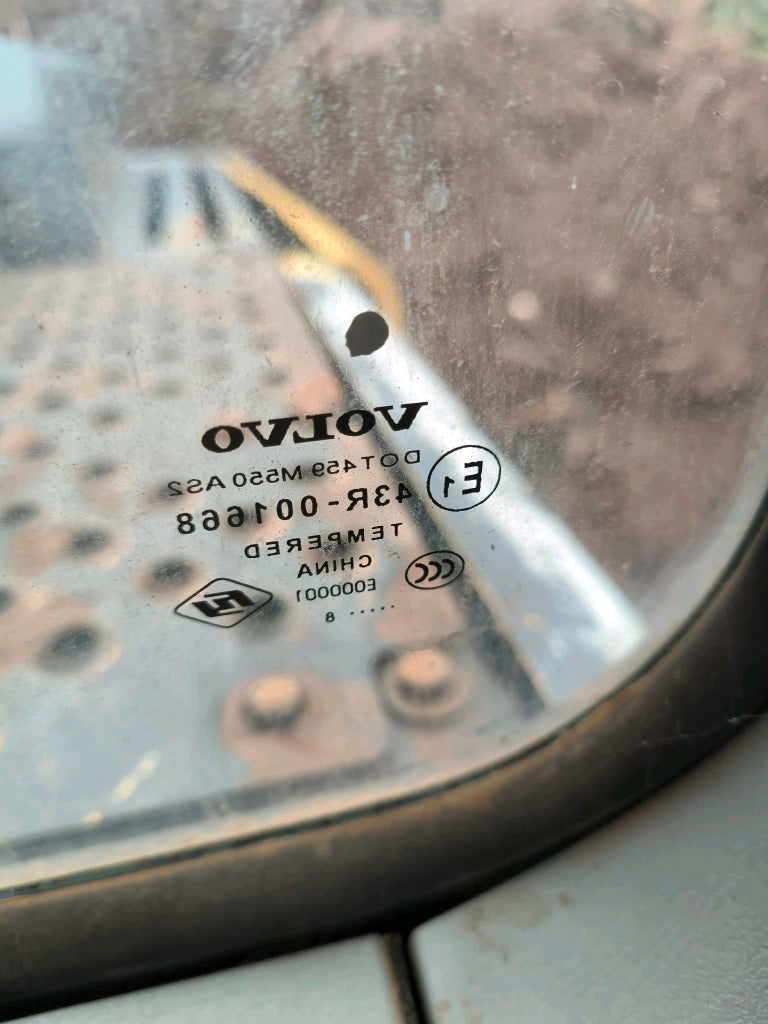 VOLVO
E1
DOT459 M550 AS2
43R-001668
TEMPERED
CCC
CHINA
E000001
..... 8